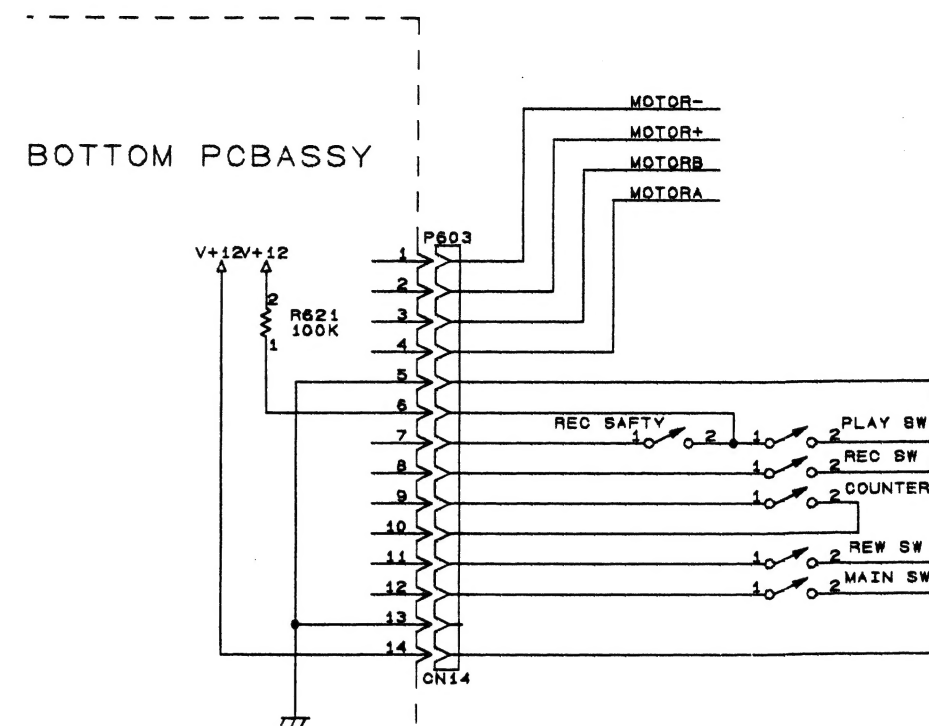 MOTOR-
MOTOR+
BOTTOM PCBASSY
MOTORB
MOTORA
P603
V+12V+12
1
2
2
R621
3
100K
1
4
5
6
REC SAFTY
PLAY SW
7
1
2
1
2
REC SW
8
1
2
COUNTER
9
1
2
10
REW SW
11
1
2
MAIN SW
12
1
2
13
14
CN14